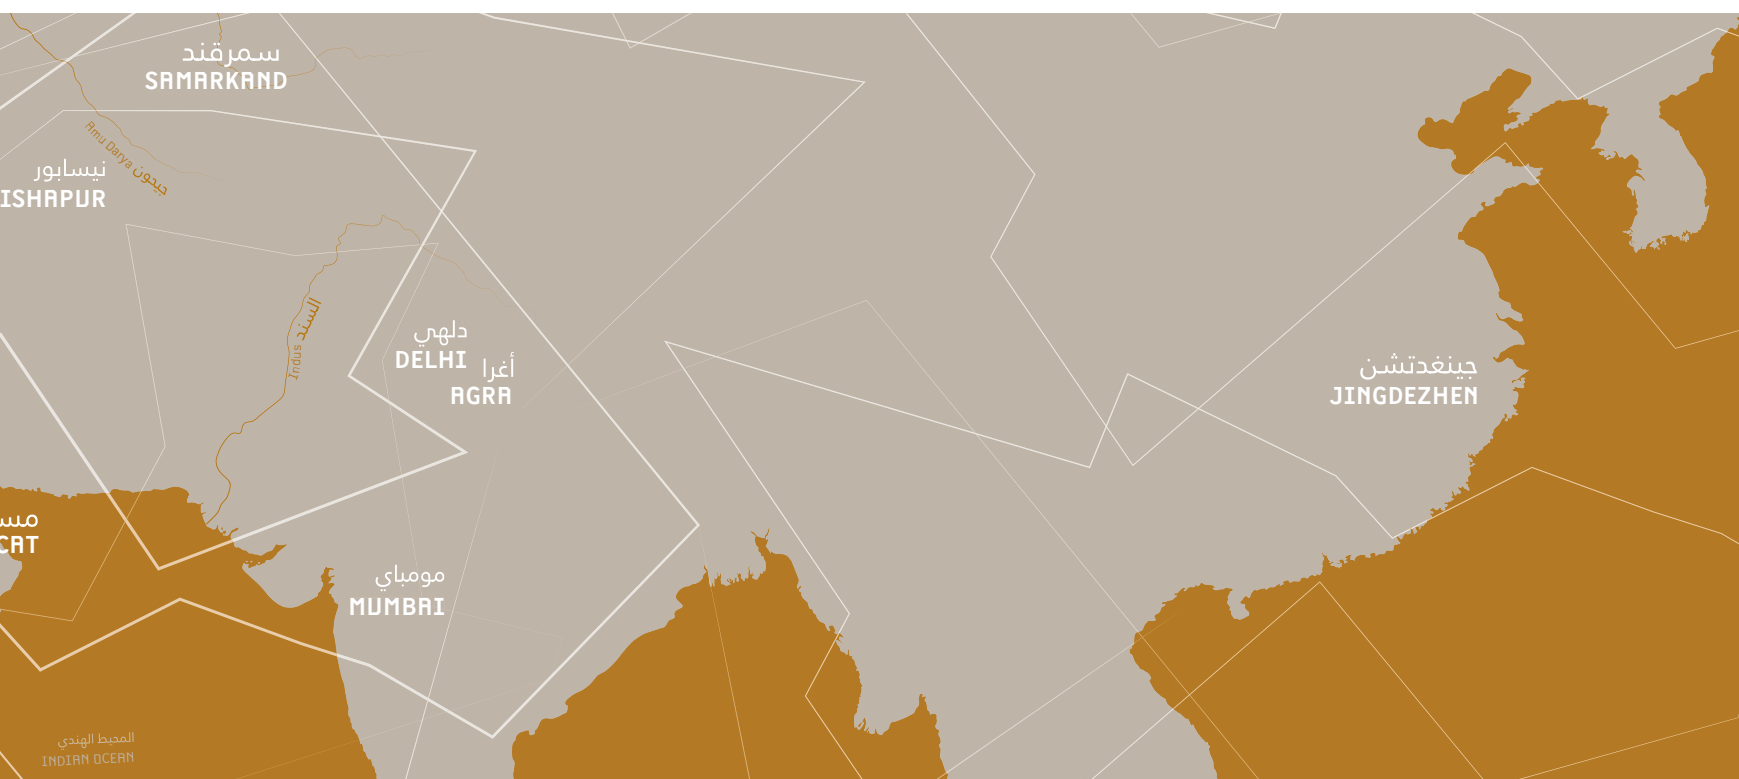 سمرقند
SAMARKAND
Amu Darya جيحون
نيسابور
ISHAPUR
السند
Indus
دلهي
DELHI
أغرا
AGRA
جينغدتشن
JINGDEZHEN
مسـ
CAT
مومباي
MUMBAI
المحيط الهندي
INDIAN OCEAN